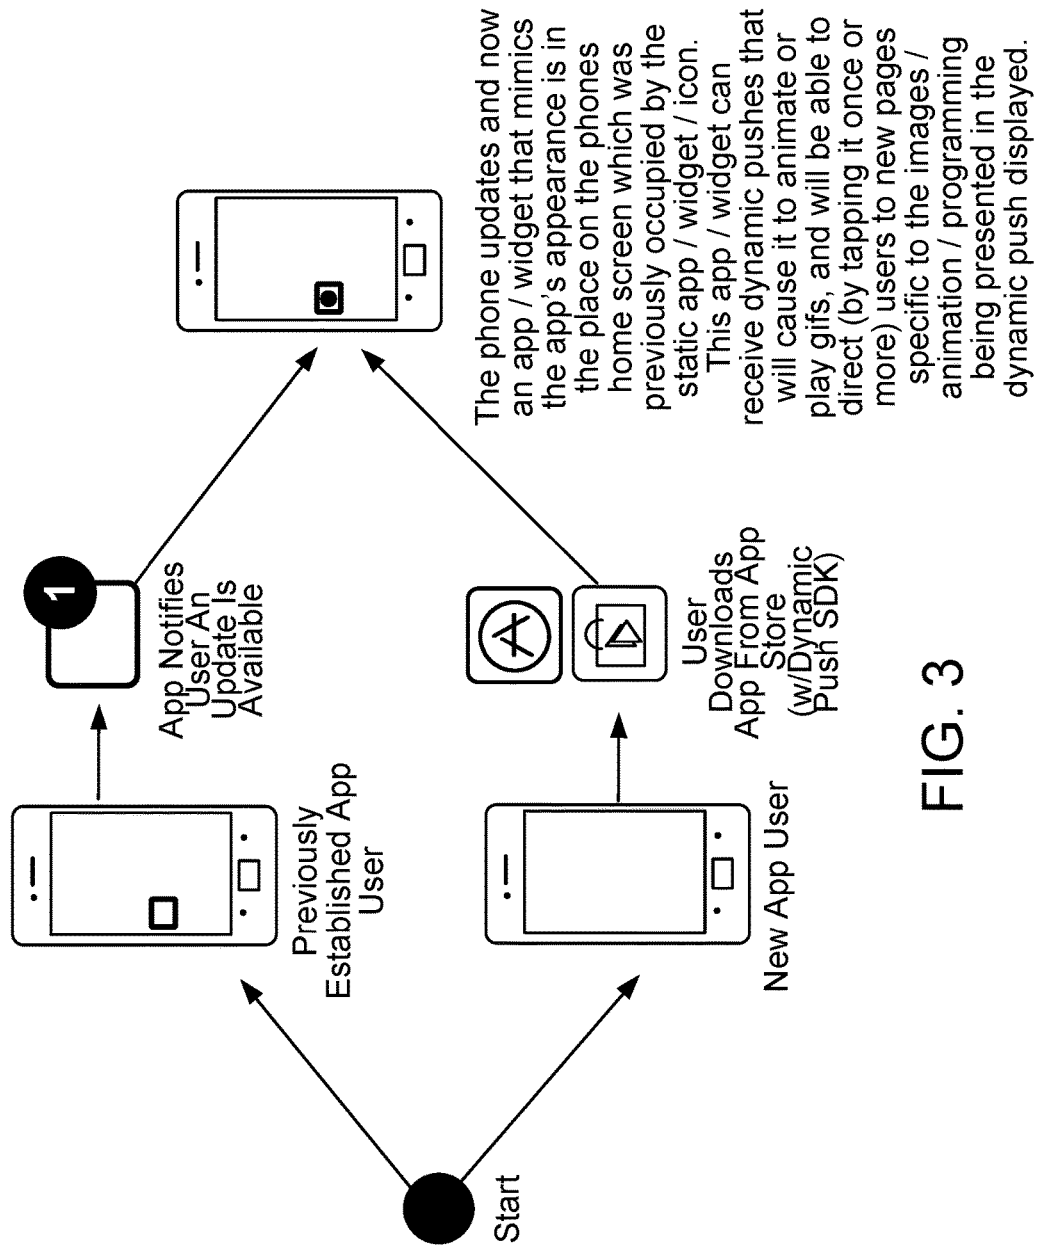 Start
Previously
Established App
User
New App User
1
App Notifies
User An
Update Is
Available
User
Downloads
App From App
Store
(w/Dynamic
Push SDK)
The phone updates and now
an app / widget that mimics
the app's appearance is in
the place on the phones
home screen which was
previously occupied by the
static app / widget / icon.
This app / widget can
receive dynamic pushes that
will cause it to animate or
play gifs, and will be able to
direct (by tapping it once or
more) users to new pages
specific to the images /
animation / programming
being presented in the
dynamic push displayed.
FIG. 3